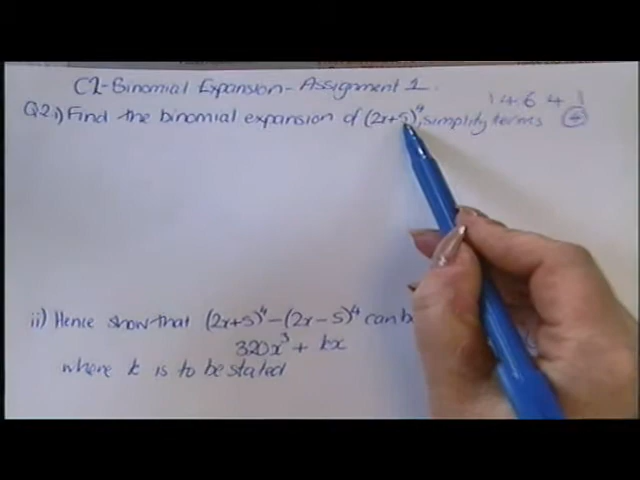 C2-Binomial Expansion - Assignment 1.
1 4 6 4 1
Q2.i) Find the binomial expansion of (2x+5)⁴, simplify terms ④
ii) Hence show that (2x+5)⁴-(2x-5)⁴ can be
320x³ + kx
where k is to be stated